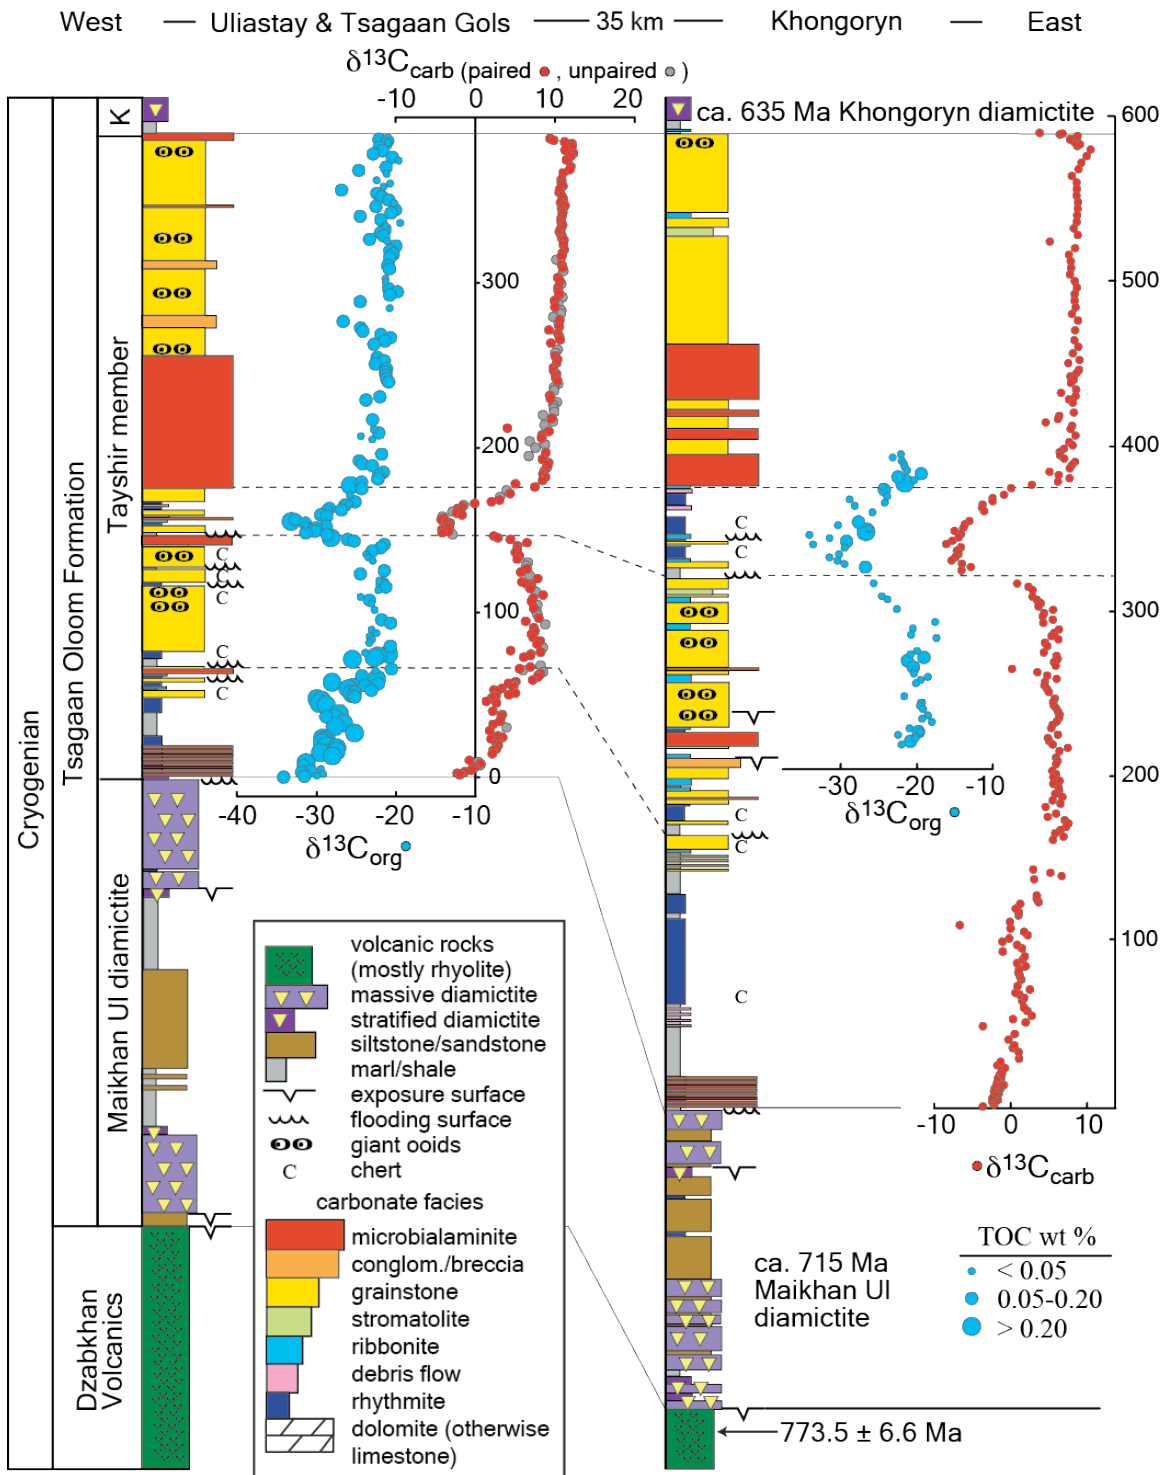 West — Uliastay & Tsagaan Gols — 35 km — Khongoryn — East
δ13Ccarb (paired • , unpaired • )
-10 0 10 20
K
ca. 635 Ma Khongoryn diamictite
600
Tayshir member
300
500
200
400
C
C
C
C
C
C
100
300
C
C
Tsagaan Oloom Formation
Cryogenian
0
-40 -30 -20 -10
δ13Corg
-30 -20 -10
δ13Corg
200
C
C
100
C
Maikhan Ul diamictite
-10 0 10
δ13Ccarb
volcanic rocks
(mostly rhyolite)
massive diamictite
stratified diamictite
siltstone/sandstone
marl/shale
exposure surface
flooding surface
giant ooids
C chert
carbonate facies
microbialaminite
conglom./breccia
grainstone
stromatolite
ribbonite
debris flow
rhythmite
dolomite (otherwise
limestone)
Dzabkhan
Volcanics
ca. 715 Ma
Maikhan Ul
diamictite
TOC wt %
< 0.05
0.05-0.20
> 0.20
773.5 ± 6.6 Ma